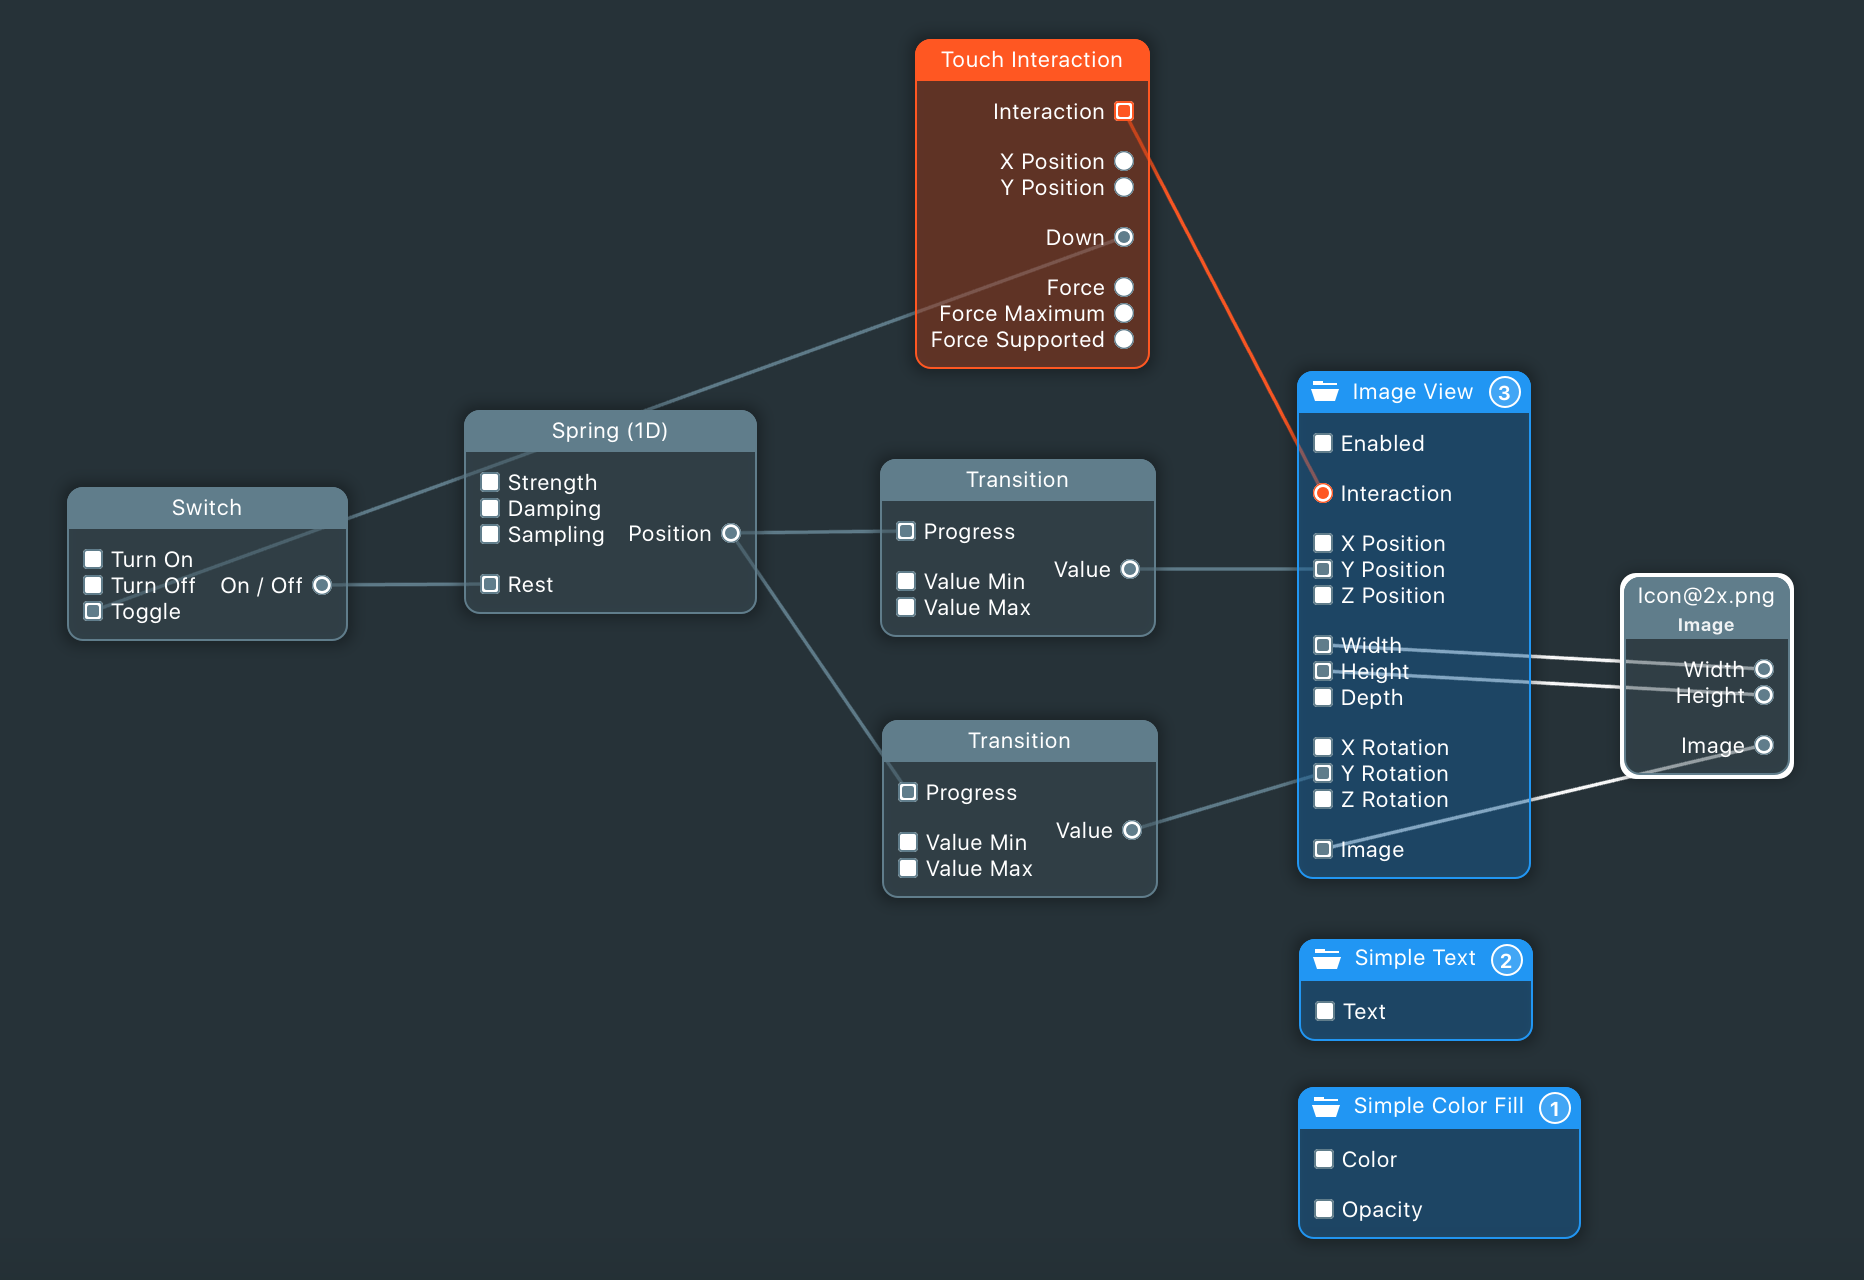 Touch Interaction
Interaction
X Position
Y Position
Down
Force
Force Maximum
Force Supported
Switch
Turn On
Turn Off On / Off
Toggle
Spring (1D)
Strength
Damping
Sampling Position
Rest
Transition
Progress
Value
Value Min
Value Max
Transition
Progress
Value
Value Min
Value Max
Image View 3
Enabled
Interaction
X Position
Y Position
Z Position
Width
Height
Depth
X Rotation
Y Rotation
Z Rotation
Image
Icon@2x.png
Image
Width
Height
Image
Simple Text 2
Text
Simple Color Fill 1
Color
Opacity